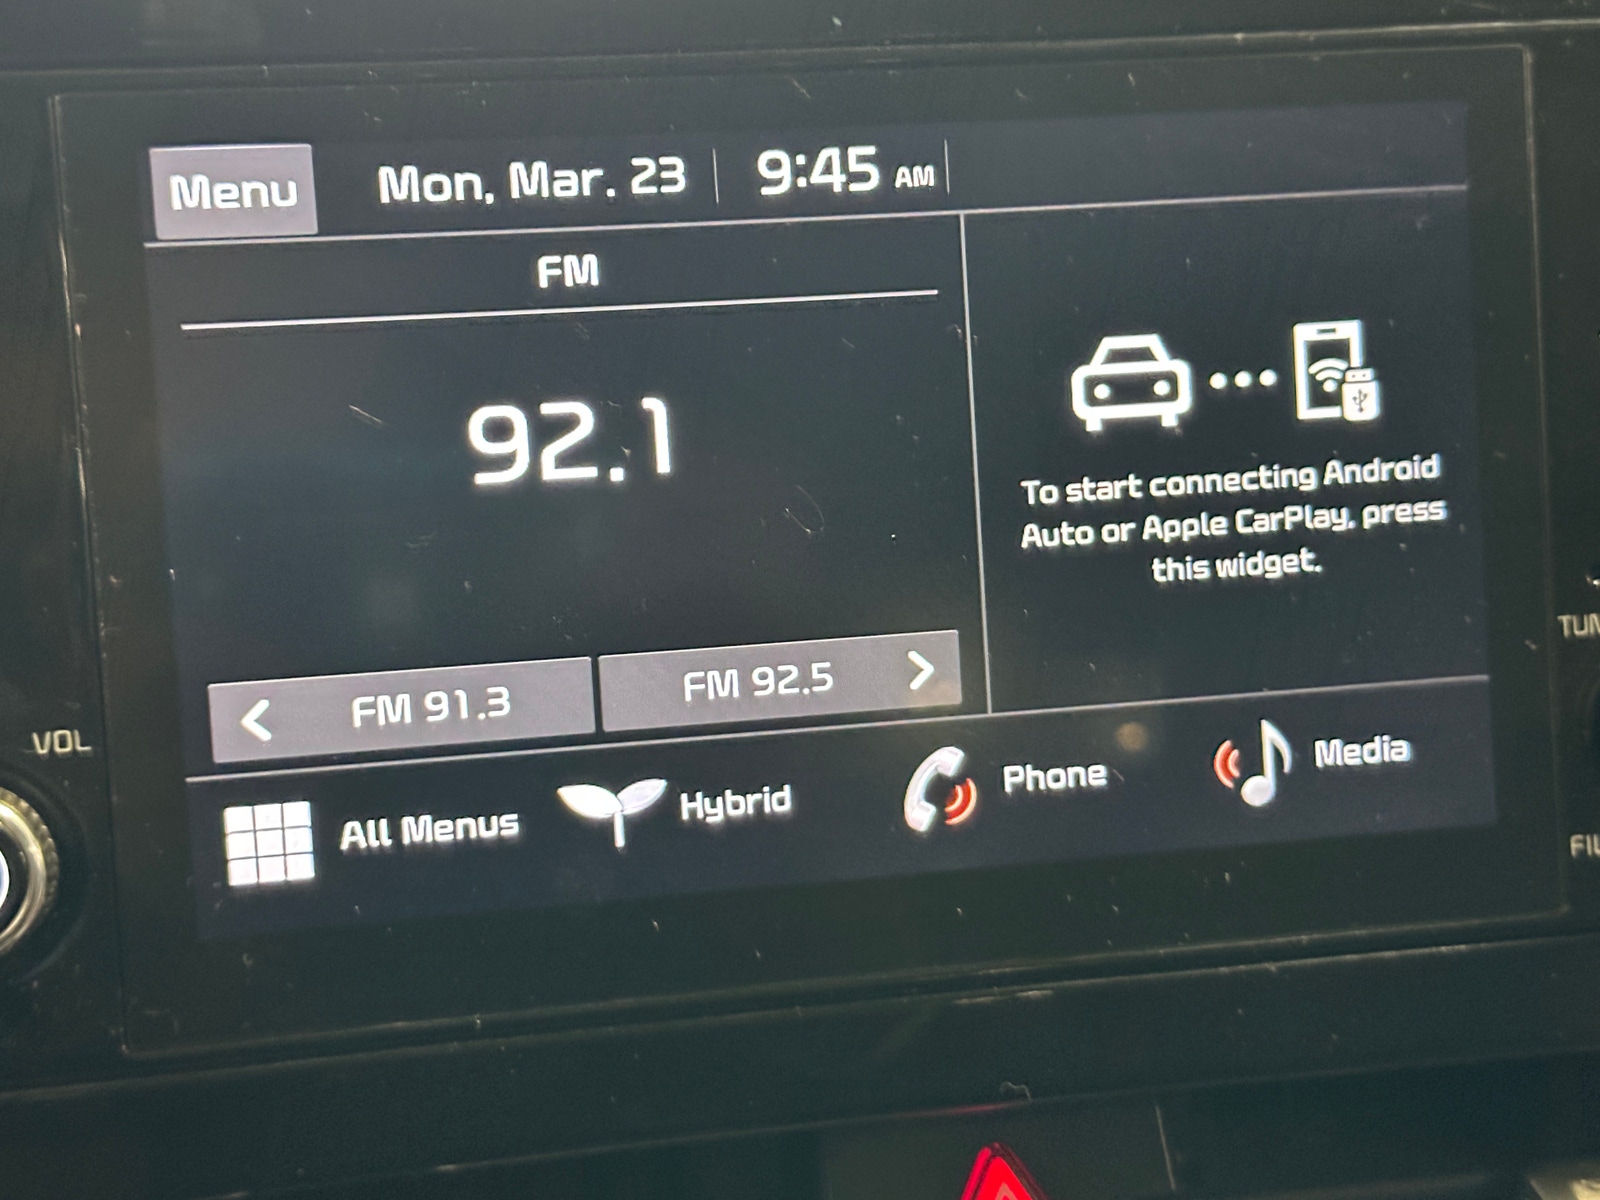 Menu Mon, Mar. 23 9:45 AM
FM
92.1
To start connecting Android
Auto or Apple CarPlay, press
this widget.
FM 91.3 FM 92.5
All Menus Hybrid Phone Media
VOL